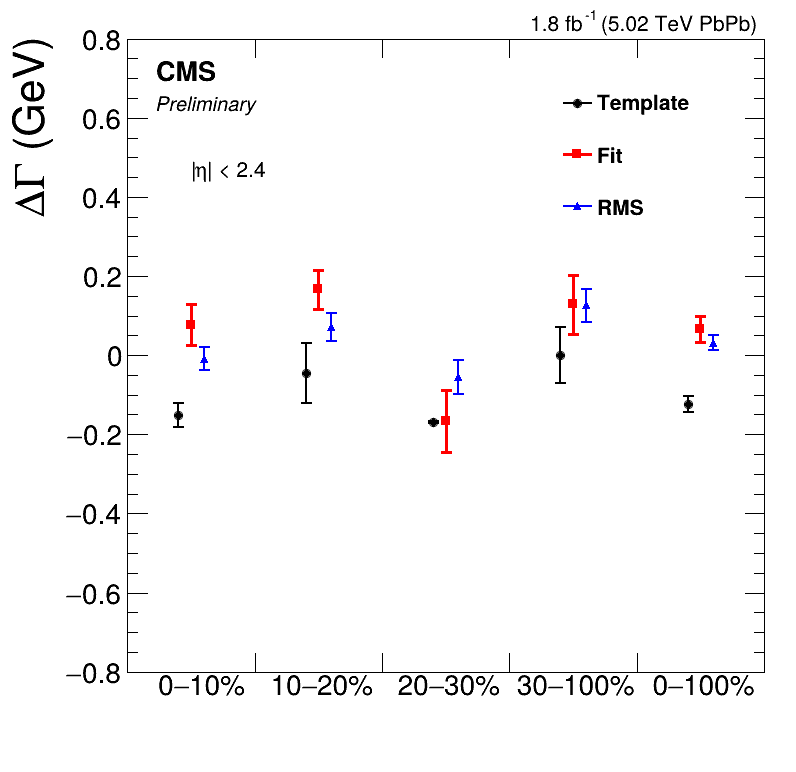 1.8 fb⁻¹ (5.02 TeV PbPb)
ΔΓ (GeV)
CMS
Preliminary
|η| < 2.4
Template
Fit
RMS
0.8
0.6
0.4
0.2
0
−0.2
−0.4
−0.6
−0.8
0−10% 10−20% 20−30% 30−100% 0−100%